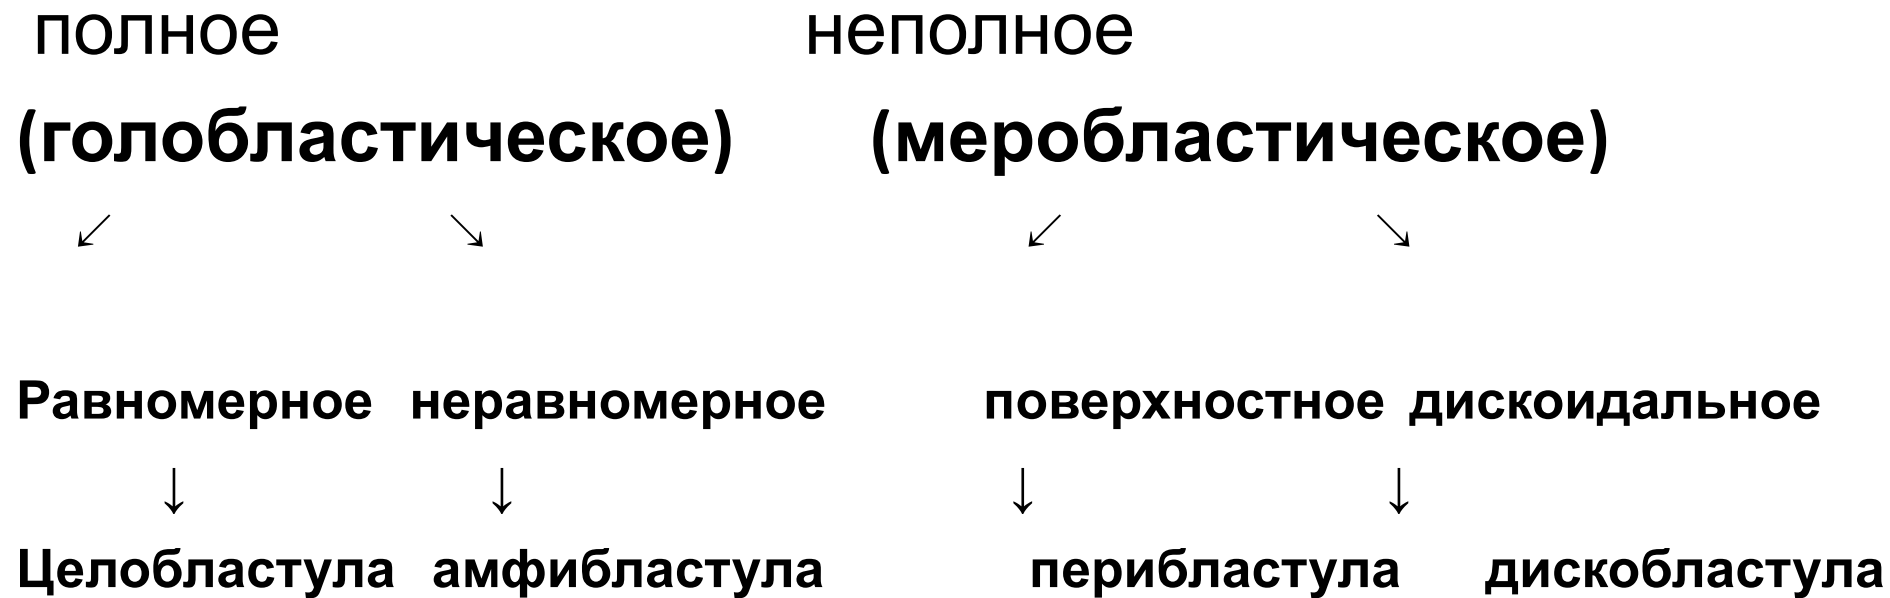 полное неполное
(голобластическое) (меробластическое)
↙ ↘ ↙ ↘
Равномерное неравномерное поверхностное дискоидальное
↓ ↓ ↓ ↓
Целобластула амфибластула перибластула дискобластула